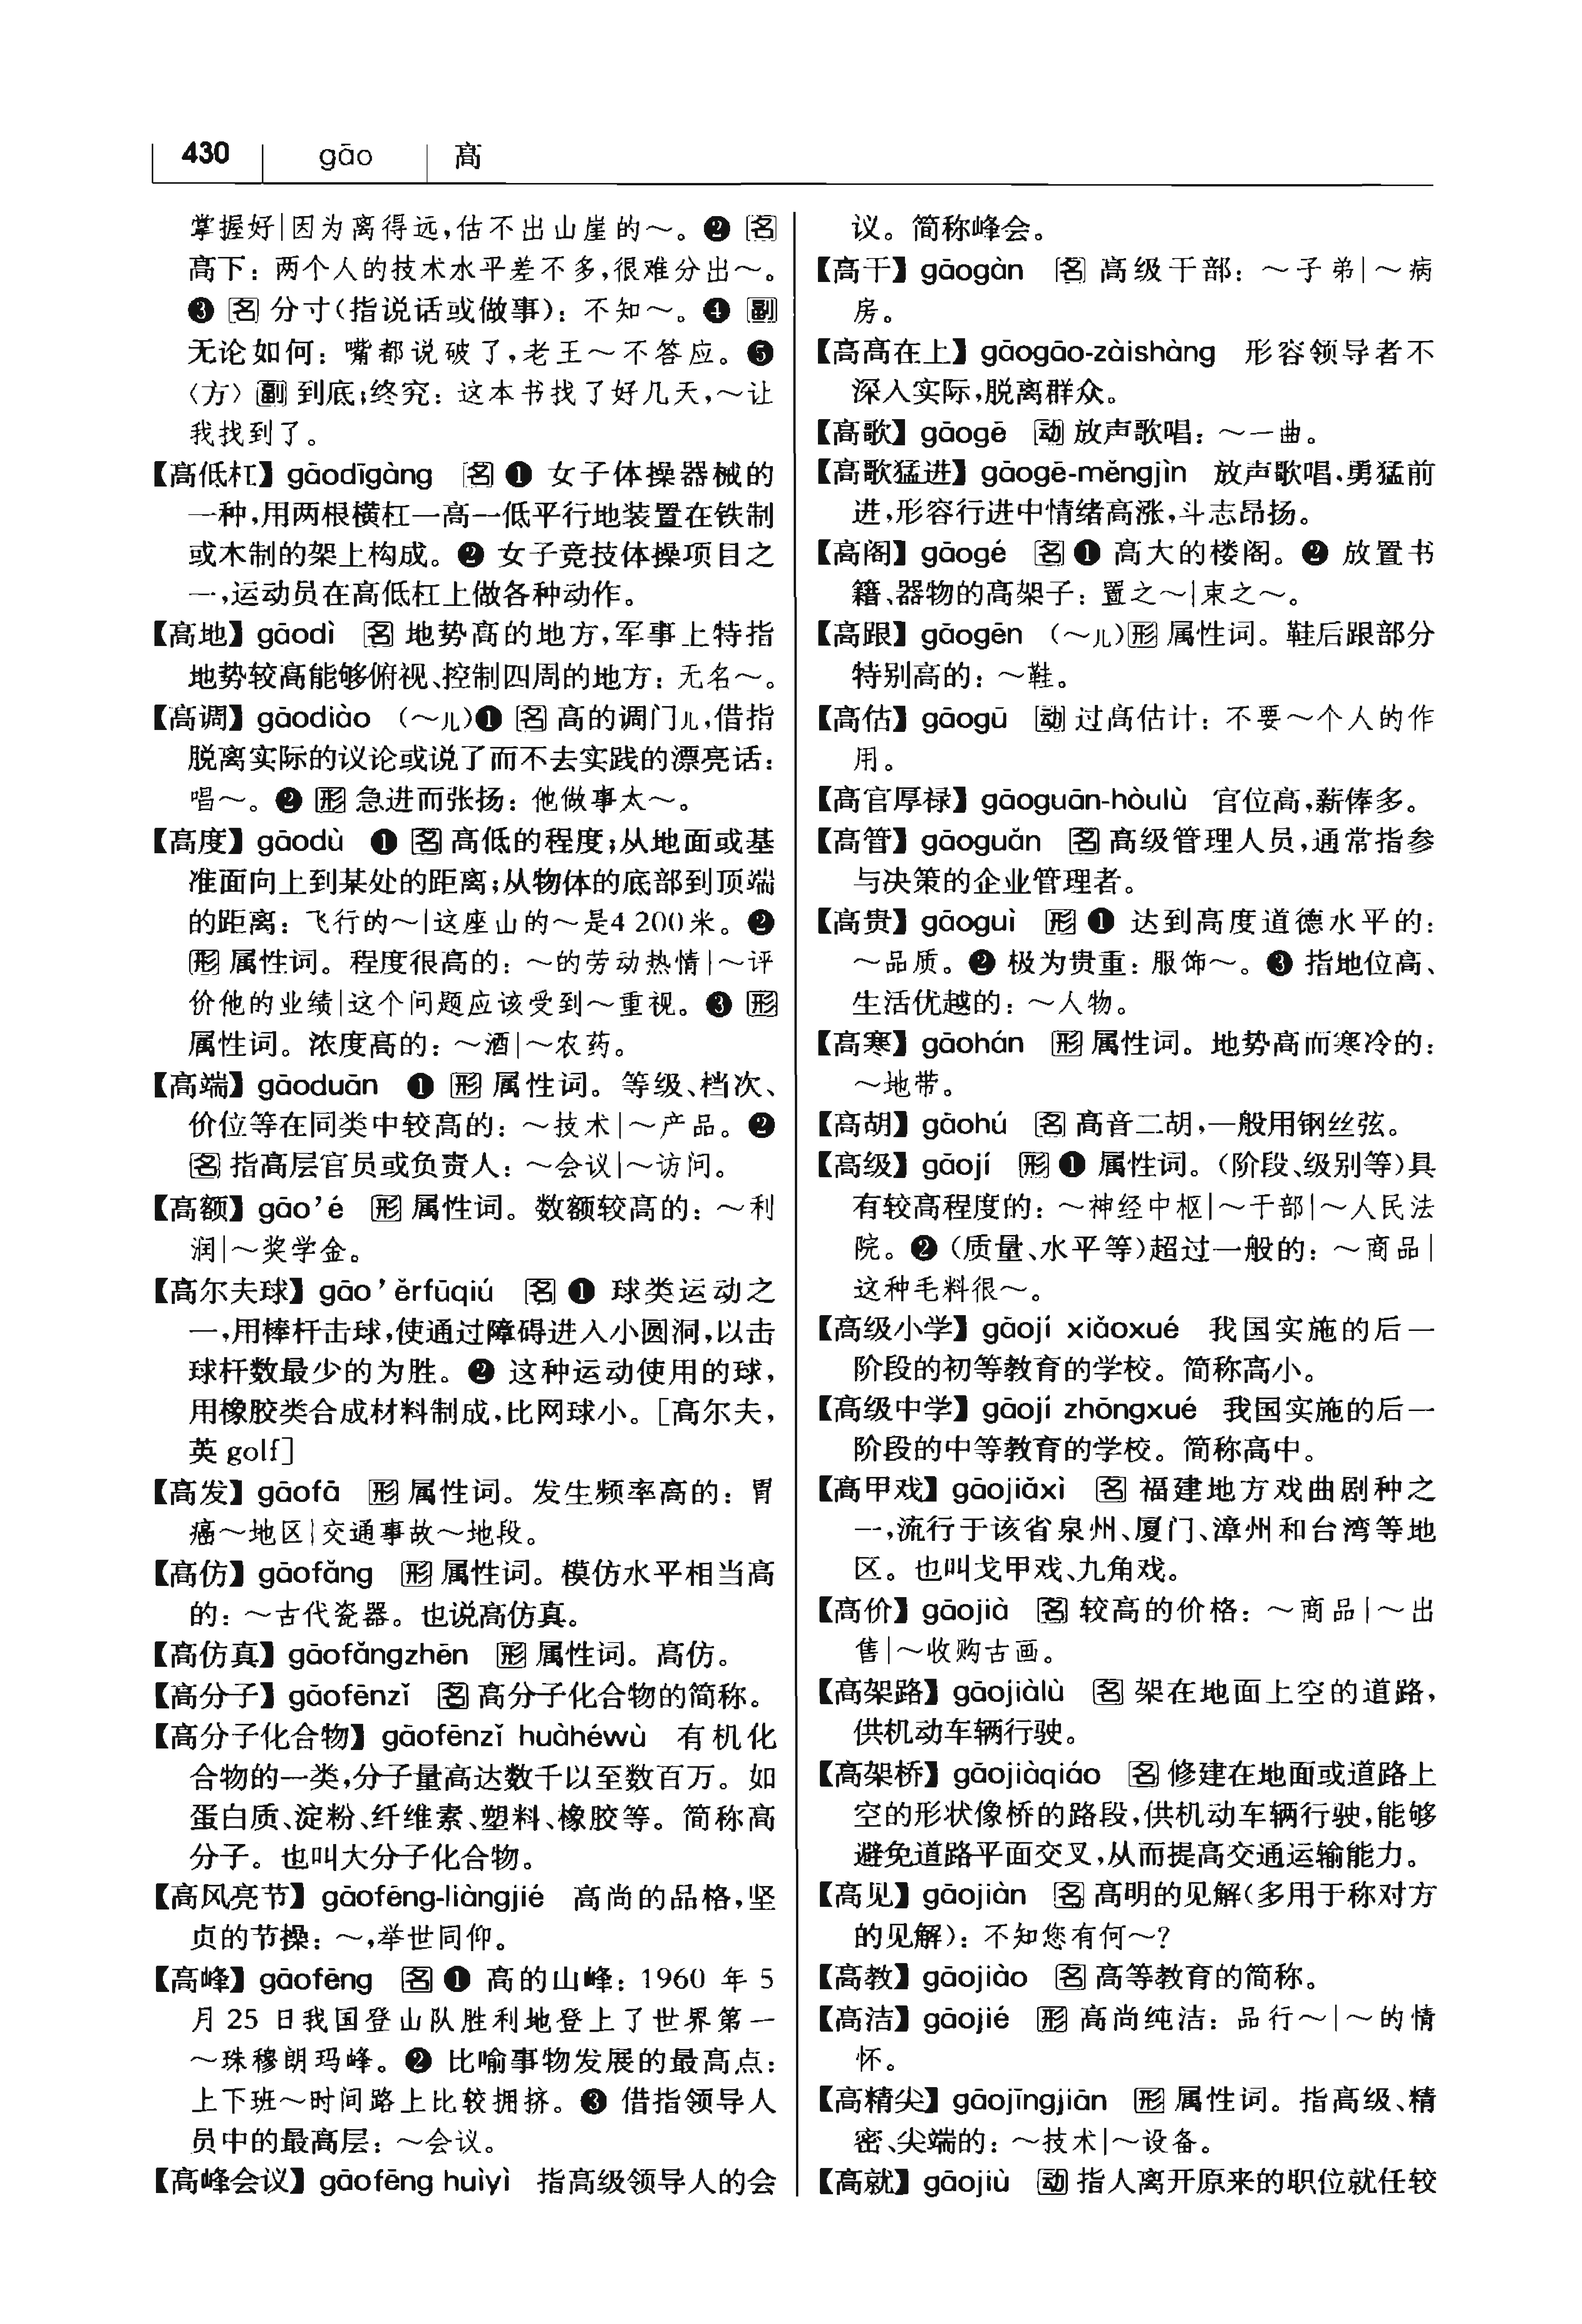 430 gāo 高
掌握好|因为离得远,估不出山崖的～。❷ 名
高下：两个人的技术水平差不多,很难分出～。
❸ 名 分寸(指说话或做事)：不知～。❹ 副
无论如何：嘴都说破了,老王～不答应。❺
〈方〉副 到底;终究：这本书找了好几天,～让
我找到了。
【高低杠】gāodīgàng 名 ❶ 女子体操器械的
一种,用两根横杠一高一低平行地装置在铁制
或木制的架上构成。❷ 女子竞技体操项目之
一,运动员在高低杠上做各种动作。
【高地】gāodì 名 地势高的地方,军事上特指
地势较高能够俯视、控制四周的地方：无名～。
【高调】gāodiào (～儿)❶ 名 高的调门儿,借指
脱离实际的议论或说了而不去实践的漂亮话：
唱～。❷ 形 急进而张扬：他做事太～。
【高度】gāodù ❶ 名 高低的程度;从地面或基
准面向上到某处的距离;从物体的底部到顶端
的距离：飞行的～|这座山的～是4 200米。❷
形 属性词。程度很高的：～的劳动热情|～评
价他的业绩|这个问题应该受到～重视。❸ 形
属性词。浓度高的：～酒|～农药。
【高端】gāoduān ❶ 形 属性词。等级、档次、
价位等在同类中较高的：～技术|～产品。❷
名 指高层官员或负责人：～会议|～访问。
【高额】gāo’é 形 属性词。数额较高的：～利
润|～奖学金。
【高尔夫球】gāo’ěrfūqiú 名 ❶ 球类运动之
一,用棒杆击球,使通过障碍进入小圆洞,以击
球杆数最少的为胜。❷ 这种运动使用的球,
用橡胶类合成材料制成,比网球小。[高尔夫,
英 golf]
【高发】gāofā 形 属性词。发生频率高的：胃
癌～地区|交通事故～地段。
【高仿】gāofǎng 形 属性词。模仿水平相当高
的：～古代瓷器。也说高仿真。
【高仿真】gāofǎngzhēn 形 属性词。高仿。
【高分子】gāofēnzǐ 名 高分子化合物的简称。
【高分子化合物】gāofēnzǐ huàhéwù 有机化
合物的一类,分子量高达数千以至数百万。如
蛋白质、淀粉、纤维素、塑料、橡胶等。简称高
分子。也叫大分子化合物。
【高风亮节】gāofēng-liàngjié 高尚的品格,坚
贞的节操：～,举世同仰。
【高峰】gāofēng 名 ❶ 高的山峰：1960 年 5
月 25 日我国登山队胜利地登上了世界第一
～珠穆朗玛峰。❷ 比喻事物发展的最高点：
上下班～时间路上比较拥挤。❸ 借指领导人
员中的最高层：～会议。
【高峰会议】gāofēng huìyì 指高级领导人的会
议。简称峰会。
【高干】gāogàn 名 高级干部：～子弟|～病
房。
【高高在上】gāogāo-zàishàng 形容领导者不
深入实际,脱离群众。
【高歌】gāogē 动 放声歌唱：～一曲。
【高歌猛进】gāogē-měngjìn 放声歌唱,勇猛前
进,形容行进中情绪高涨,斗志昂扬。
【高阁】gāogé 名 ❶ 高大的楼阁。❷ 放置书
籍、器物的高架子：置之～|束之～。
【高跟】gāogēn (～儿)形 属性词。鞋后跟部分
特别高的：～鞋。
【高估】gāogū 动 过高估计：不要～个人的作
用。
【高官厚禄】gāoguān-hòulù 官位高,薪俸多。
【高管】gāoguǎn 名 高级管理人员,通常指参
与决策的企业管理者。
【高贵】gāoguì 形 ❶ 达到高度道德水平的：
～品质。❷ 极为贵重：服饰～。❸ 指地位高、
生活优越的：～人物。
【高寒】gāohán 形 属性词。地势高而寒冷的：
～地带。
【高胡】gāohú 名 高音二胡,一般用钢丝弦。
【高级】gāojí 形 ❶ 属性词。(阶段、级别等)具
有较高程度的：～神经中枢|～干部|～人民法
院。❷ (质量、水平等)超过一般的：～商品|
这种毛料很～。
【高级小学】gāojí xiǎoxué 我国实施的后一
阶段的初等教育的学校。简称高小。
【高级中学】gāojí zhōngxué 我国实施的后一
阶段的中等教育的学校。简称高中。
【高甲戏】gāojiǎxì 名 福建地方戏曲剧种之
一,流行于该省泉州、厦门、漳州和台湾等地
区。也叫戈甲戏、九角戏。
【高价】gāojià 名 较高的价格：～商品|～出
售|～收购古画。
【高架路】gāojiàlù 名 架在地面上空的道路,
供机动车辆行驶。
【高架桥】gāojiàqiáo 名 修建在地面或道路上
空的形状像桥的路段,供机动车辆行驶,能够
避免道路平面交叉,从而提高交通运输能力。
【高见】gāojiàn 名 高明的见解(多用于称对方
的见解)：不知您有何～?
【高教】gāojiào 名 高等教育的简称。
【高洁】gāojié 形 高尚纯洁：品行～|～的情
怀。
【高精尖】gāojīngjiān 形 属性词。指高级、精
密、尖端的：～技术|～设备。
【高就】gāojiù 动 指人离开原来的职位就任较